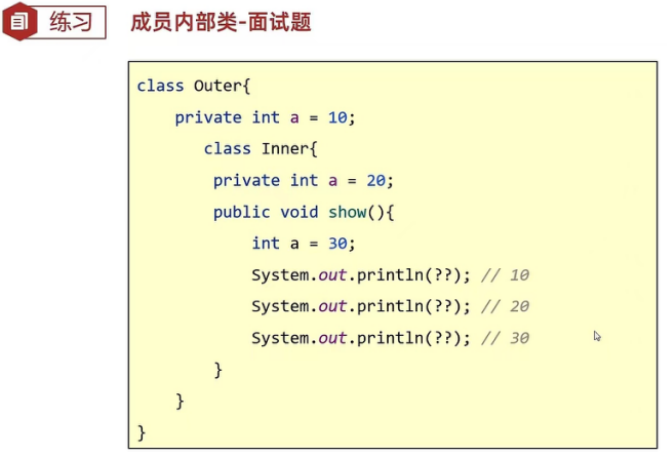 练习 成员内部类-面试题
class Outer{
    private int a = 10;
       class Inner{
        private int a = 20;
        public void show(){
            int a = 30;
            System.out.println(??); // 10
            System.out.println(??); // 20
            System.out.println(??); // 30
        }
    }
}